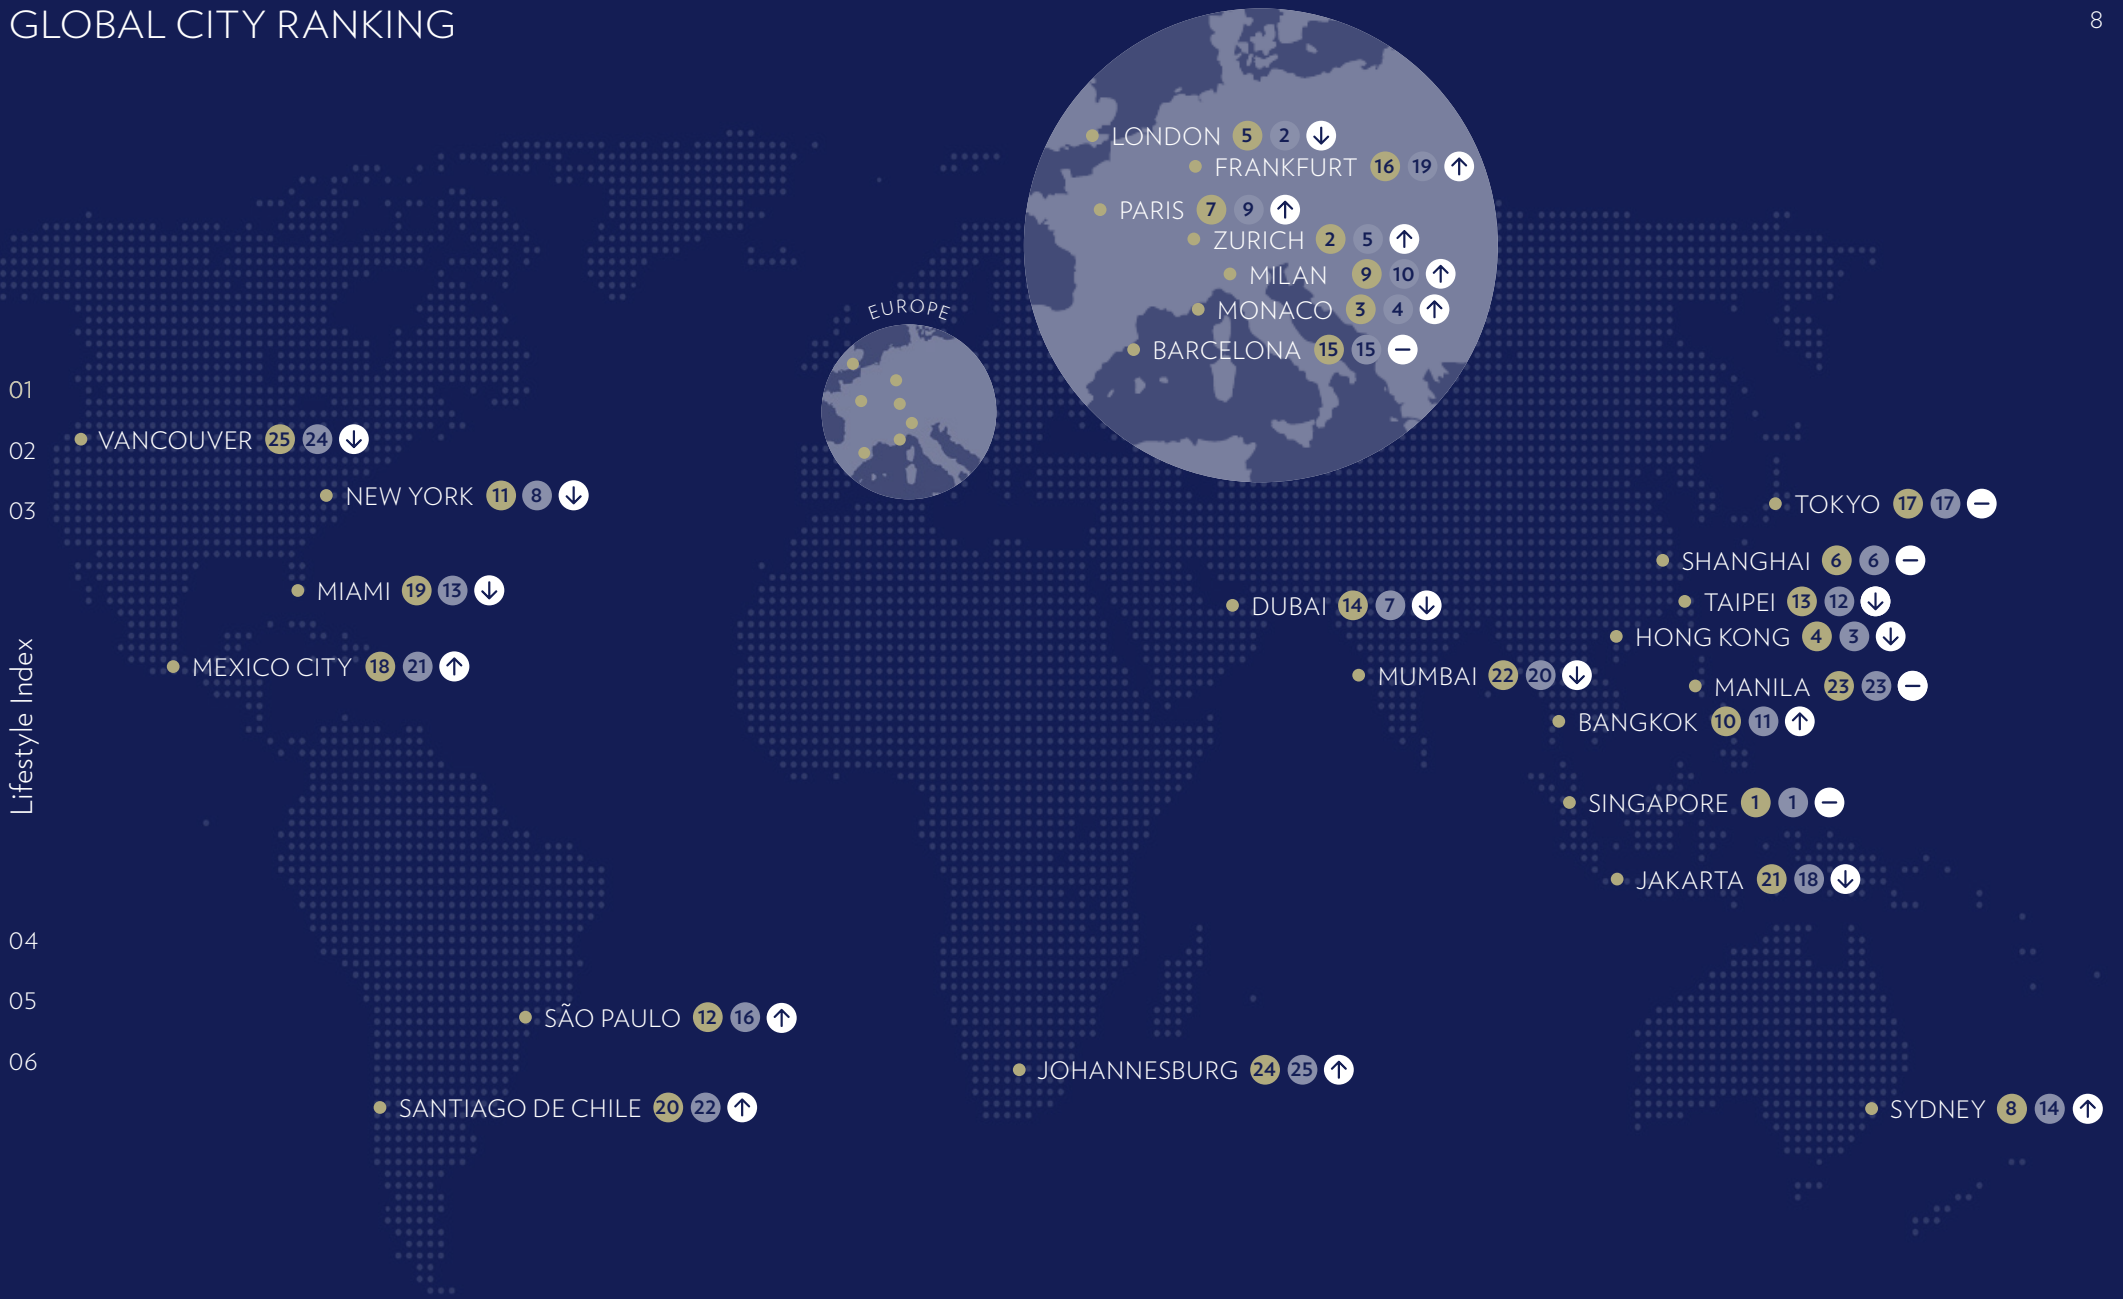 GLOBAL CITY RANKING
8
LONDON 5 2 ↓
FRANKFURT 16 19 ↑
PARIS 7 9 ↑
ZURICH 2 5 ↑
MILAN 9 10 ↑
MONACO 3 4 ↑
BARCELONA 15 15 –
EUROPE
01
02
03
Lifestyle Index
04
05
06
VANCOUVER 25 24 ↓
NEW YORK 11 8 ↓
MIAMI 19 13 ↓
MEXICO CITY 18 21 ↑
SÃO PAULO 12 16 ↑
SANTIAGO DE CHILE 20 22 ↑
JOHANNESBURG 24 25 ↑
DUBAI 14 7 ↓
MUMBAI 22 20 ↓
TOKYO 17 17 –
SHANGHAI 6 6 –
TAIPEI 13 12 ↓
HONG KONG 4 3 ↓
MANILA 23 23 –
BANGKOK 10 11 ↑
SINGAPORE 1 1 –
JAKARTA 21 18 ↓
SYDNEY 8 14 ↑